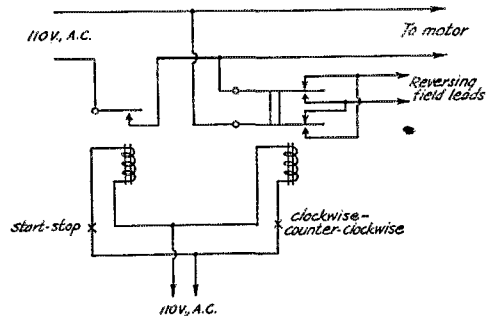 110V, A.C.
To motor
Reversing
field leads
start-stop
clockwise-
counter-clockwise
110V, A.C.